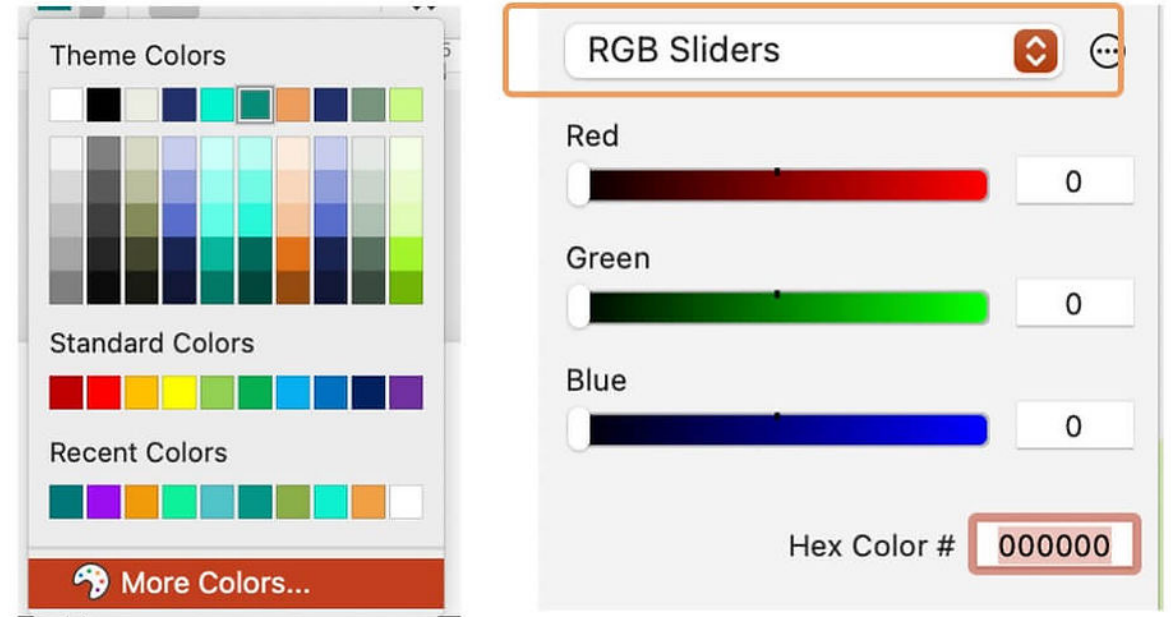 Theme Colors
Standard Colors
Recent Colors
More Colors...
RGB Sliders
Red
0
Green
0
Blue
0
Hex Color # 000000